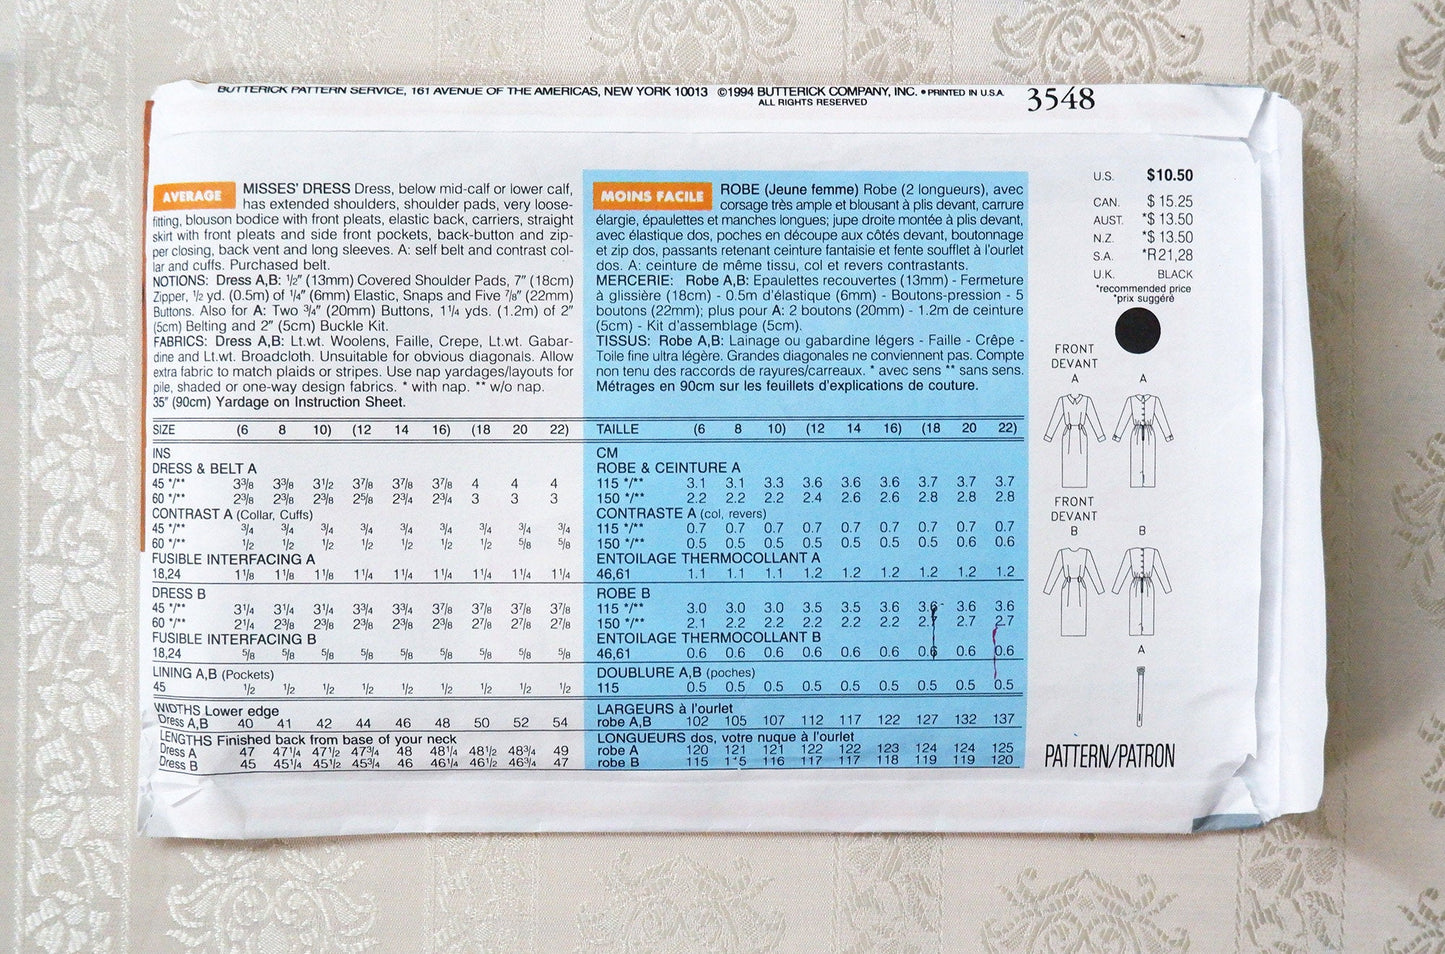 BUTTERICK PATTERN SERVICE, 161 AVENUE OF THE AMERICAS, NEW YORK 10013 ©1994 BUTTERICK COMPANY, INC. • PRINTED IN U.S.A.
ALL RIGHTS RESERVED
3548
AVERAGE
MISSES' DRESS Dress, below mid-calf or lower calf,
has extended shoulders, shoulder pads, very loose-
fitting, blouson bodice with front pleats, elastic back, carriers, straight
skirt with front pleats and side front pockets, back-button and zip-
per closing, back vent and long sleeves. A: self belt and contrast col-
lar and cuffs. Purchased belt.
NOTIONS: Dress A,B: 1/2" (13mm) Covered Shoulder Pads, 7" (18cm)
Zipper, 1/2 yd. (0.5m) of 1/4" (6mm) Elastic, Snaps and Five 7/8" (22mm)
Buttons. Also for A: Two 3/4" (20mm) Buttons, 1 1/4 yds. (1.2m) of 2"
(5cm) Belting and 2" (5cm) Buckle Kit.
FABRICS: Dress A,B: Lt.wt. Woolens, Faille, Crepe, Lt.wt. Gabar-
dine and Lt.wt. Broadcloth. Unsuitable for obvious diagonals. Allow
extra fabric to match plaids or stripes. Use nap yardages/layouts for
pile, shaded or one-way design fabrics. * with nap. ** w/o nap.
35" (90cm) Yardage on Instruction Sheet.
SIZE (6 8 10) (12 14 16) (18 20 22)
INS
DRESS & BELT A
45 */** 3 3/8 3 3/8 3 1/2 3 7/8 3 7/8 3 7/8 4 4 4
60 */** 2 3/8 2 3/8 2 3/8 2 5/8 2 3/4 2 3/4 3 3 3
CONTRAST A (Collar, Cuffs)
45 */** 3/4 3/4 3/4 3/4 3/4 3/4 3/4 3/4 3/4
60 */** 1/2 1/2 1/2 1/2 1/2 1/2 1/2 5/8 5/8
FUSIBLE INTERFACING A
18,24 1 1/8 1 1/8 1 1/8 1 1/4 1 1/4 1 1/4 1 1/4 1 1/4 1 1/4
DRESS B
45 */** 3 1/4 3 1/4 3 1/4 3 3/4 3 3/4 3 7/8 3 7/8 3 7/8 3 7/8
60 */** 2 1/4 2 3/8 2 3/8 2 3/8 2 3/8 2 3/8 2 7/8 2 7/8 2 7/8
FUSIBLE INTERFACING B
18,24 5/8 5/8 5/8 5/8 5/8 5/8 5/8 5/8 5/8
LINING A,B (Pockets)
45 1/2 1/2 1/2 1/2 1/2 1/2 1/2 1/2 1/2
WIDTHS Lower edge
Dress A,B 40 41 42 44 46 48 50 52 54
LENGTHS Finished back from base of your neck
Dress A 47 47 1/4 47 1/2 47 3/4 48 48 1/4 48 1/2 48 3/4 49
Dress B 45 45 1/4 45 1/2 45 3/4 46 46 1/4 46 1/2 46 3/4 47
MOINS FACILE
ROBE (Jeune femme) Robe (2 longueurs), avec
corsage très ample et blousant à plis devant, carrure
élargie, épaulettes et manches longues; jupe droite montée à plis devant,
avec élastique dos, poches en découpe aux côtés devant, boutonnage
et zip dos, passants retenant ceinture fantaisie et fente soufflet à l'ourlet
dos. A: ceinture de même tissu, col et revers contrastants.
MERCERIE: Robe A,B: Epaulettes recouvertes (13mm) - Fermeture
à glissière (18cm) - 0.5m d'élastique (6mm) - Boutons-pression - 5
boutons (22mm); plus pour A: 2 boutons (20mm) - 1.2m de ceinture
(5cm) - Kit d'assemblage (5cm).
TISSUS: Robe A,B: Lainage ou gabardine légers - Faille - Crêpe -
Toile fine ultra légère. Grandes diagonales ne conviennent pas. Compte
non tenu des raccords de rayures/carreaux. * avec sens ** sans sens.
Métrages en 90cm sur les feuillets d'explications de couture.
TAILLE (6 8 10) (12 14 16) (18 20 22)
CM
ROBE & CEINTURE A
115 */** 3.1 3.1 3.3 3.6 3.6 3.6 3.7 3.7 3.7
150 */** 2.2 2.2 2.2 2.4 2.6 2.6 2.8 2.8 2.8
CONTRASTE A (col, revers)
115 */** 0.7 0.7 0.7 0.7 0.7 0.7 0.7 0.7 0.7
150 */** 0.5 0.5 0.5 0.5 0.5 0.5 0.5 0.6 0.6
ENTOILAGE THERMOCOLLANT A
46,61 1.1 1.1 1.1 1.2 1.2 1.2 1.2 1.2 1.2
ROBE B
115 */** 3.0 3.0 3.0 3.5 3.5 3.6 3.6 3.6 3.6
150 */** 2.1 2.2 2.2 2.2 2.2 2.2 2.7 2.7 2.7
ENTOILAGE THERMOCOLLANT B
46,61 0.6 0.6 0.6 0.6 0.6 0.6 0.6 0.6 0.6
DOUBLURE A,B (poches)
115 0.5 0.5 0.5 0.5 0.5 0.5 0.5 0.5 0.5
LARGEURS à l'ourlet
robe A,B 102 105 107 112 117 122 127 132 137
LONGUEURS dos, votre nuque à l'ourlet
robe A 120 121 121 122 122 123 124 124 125
robe B 115 115 116 117 117 118 119 119 120
U.S. $10.50
CAN. $ 15.25
AUST. *$ 13.50
N.Z. *$ 13.50
S.A. *R21,28
U.K. BLACK
*recommended price
*prix suggéré
FRONT
DEVANT
A A
FRONT
DEVANT
B B
A
PATTERN/PATRON